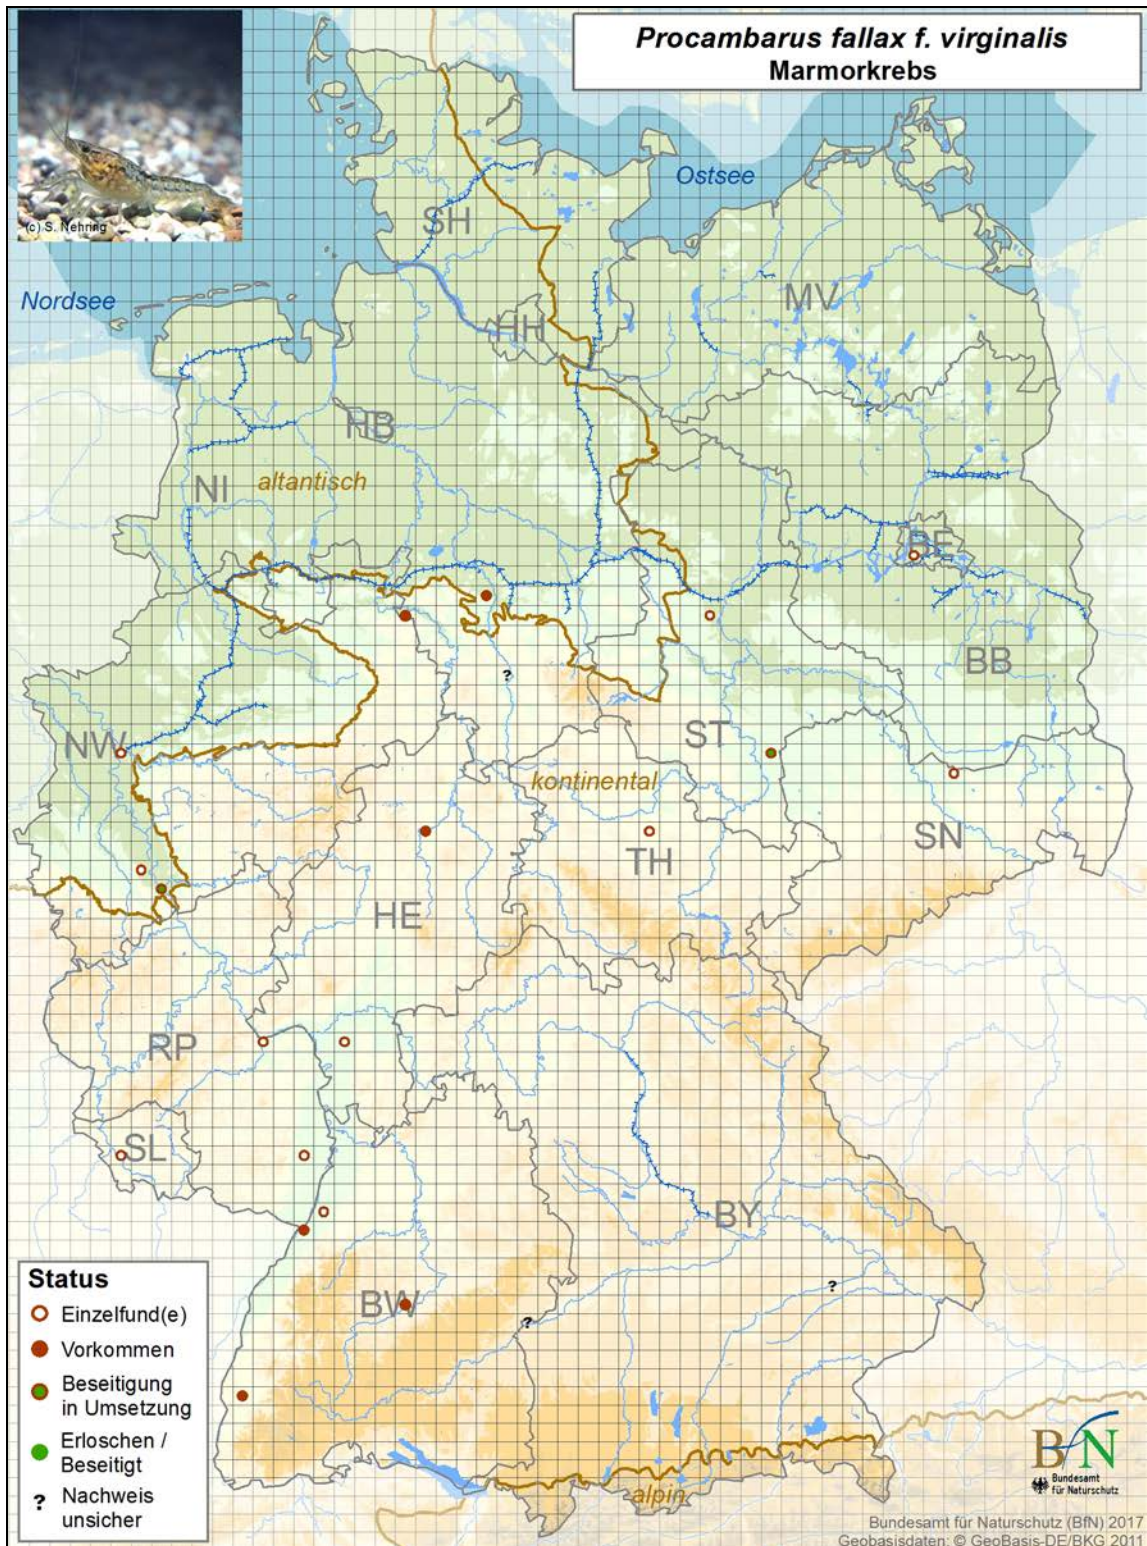 Procambarus fallax f. virginalis
Marmorkrebs
(c) S. Nehring
Ostsee
SH
Nordsee
MV
HH
HB
NI
altantisch
BE
BB
NW
ST
kontinental
SN
TH
HE
RP
SL
BY
BW
alpin
Status
Einzelfund(e)
Vorkommen
Beseitigung
in Umsetzung
Erloschen /
Beseitigt
? Nachweis
unsicher
?
?
?
BfN
Bundesamt
für Naturschutz
Bundesamt für Naturschutz (BfN) 2017
Geobasisdaten: © GeoBasis-DE/BKG 2011